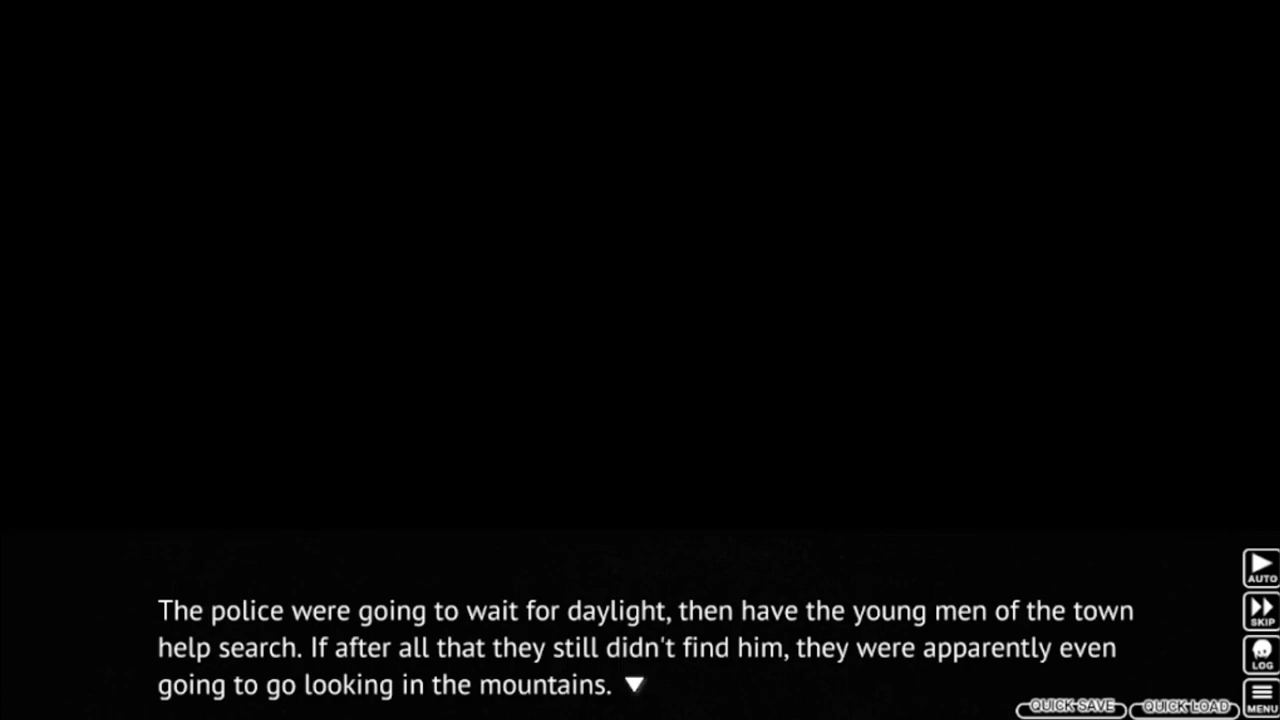 The police were going to wait for daylight, then have the young men of the town
help search. If after all that they still didn't find him, they were apparently even
going to go looking in the mountains.
AUTO
SKIP
LOG
MENU
QUICK SAVE
QUICK LOAD